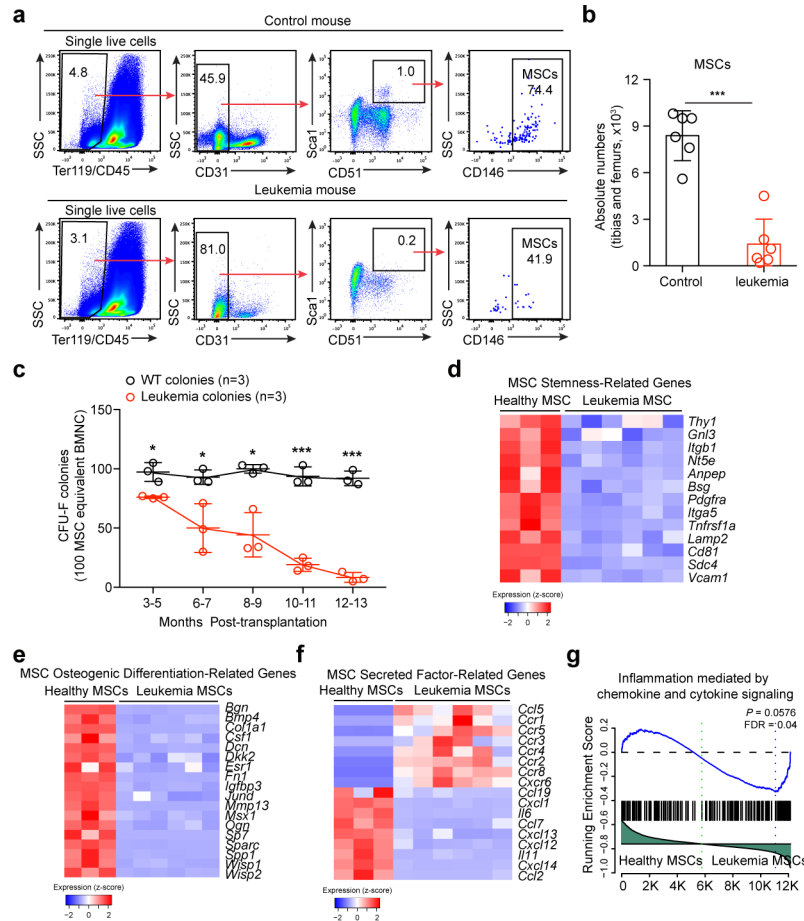 a
Control mouse
Single live cells
4.8
45.9
1.0
MSCs
74.4
250K
200K
150K
100K
50K
0
SSC
Ter119/CD45
SSC
CD31
Sca1
CD51
SSC
CD146
Leukemia mouse
Single live cells
3.1
81.0
0.2
MSCs
41.9
SSC
Ter119/CD45
SSC
CD31
Sca1
CD51
SSC
CD146
b
MSCs
***
12
9
6
3
0
Absolute numbers
(tibias and femurs, x10³)
Control
leukemia
c
WT colonies (n=3)
Leukemia colonies (n=3)
150
100
50
0
CFU-F colonies
(100 MSC equivalent BMNC)
* * * *** ***
3-5 6-7 8-9 10-11 12-13
Months Post-transplantation
d
MSC Stemness-Related Genes
Healthy MSC Leukemia MSC
Thy1
Gnl3
Itgb1
Nt5e
Anpep
Bsg
Pdgfra
Itga5
Tnfrsf1a
Lamp2
Cd81
Sdc4
Vcam1
Expression (z-score)
−2 0 2
e
MSC Osteogenic Differentiation-Related Genes
Healthy MSCs Leukemia MSCs
Bgn
Bmp4
Col1a1
Csf1
Dcn
Dkk2
Esr1
Fn1
Igfbp3
Jund
Mmp13
Msx1
Ogn
Sp7
Sparc
Spp1
Wisp1
Wisp2
Expression (z-score)
−2 0 2
f
MSC Secreted Factor-Related Genes
Healthy MSCs Leukemia MSCs
Ccl5
Ccr1
Ccr5
Ccr3
Ccr4
Ccr2
Ccr8
Cxcr6
Ccl19
Cxcl1
Il6
Ccl7
Cxcl13
Cxcl12
Il11
Cxcl14
Ccl2
Expression (z-score)
−2 0 2
g
Inflammation mediated by
chemokine and cytokine signaling
P = 0.0576
FDR = 0.04
Running Enrichment Score
0.2
0.0
−0.2
−0.4
−0.6
−0.8
−1.0
Healthy MSCs Leukemia MSCs
0 2K 4K 6K 8K 10K 12K